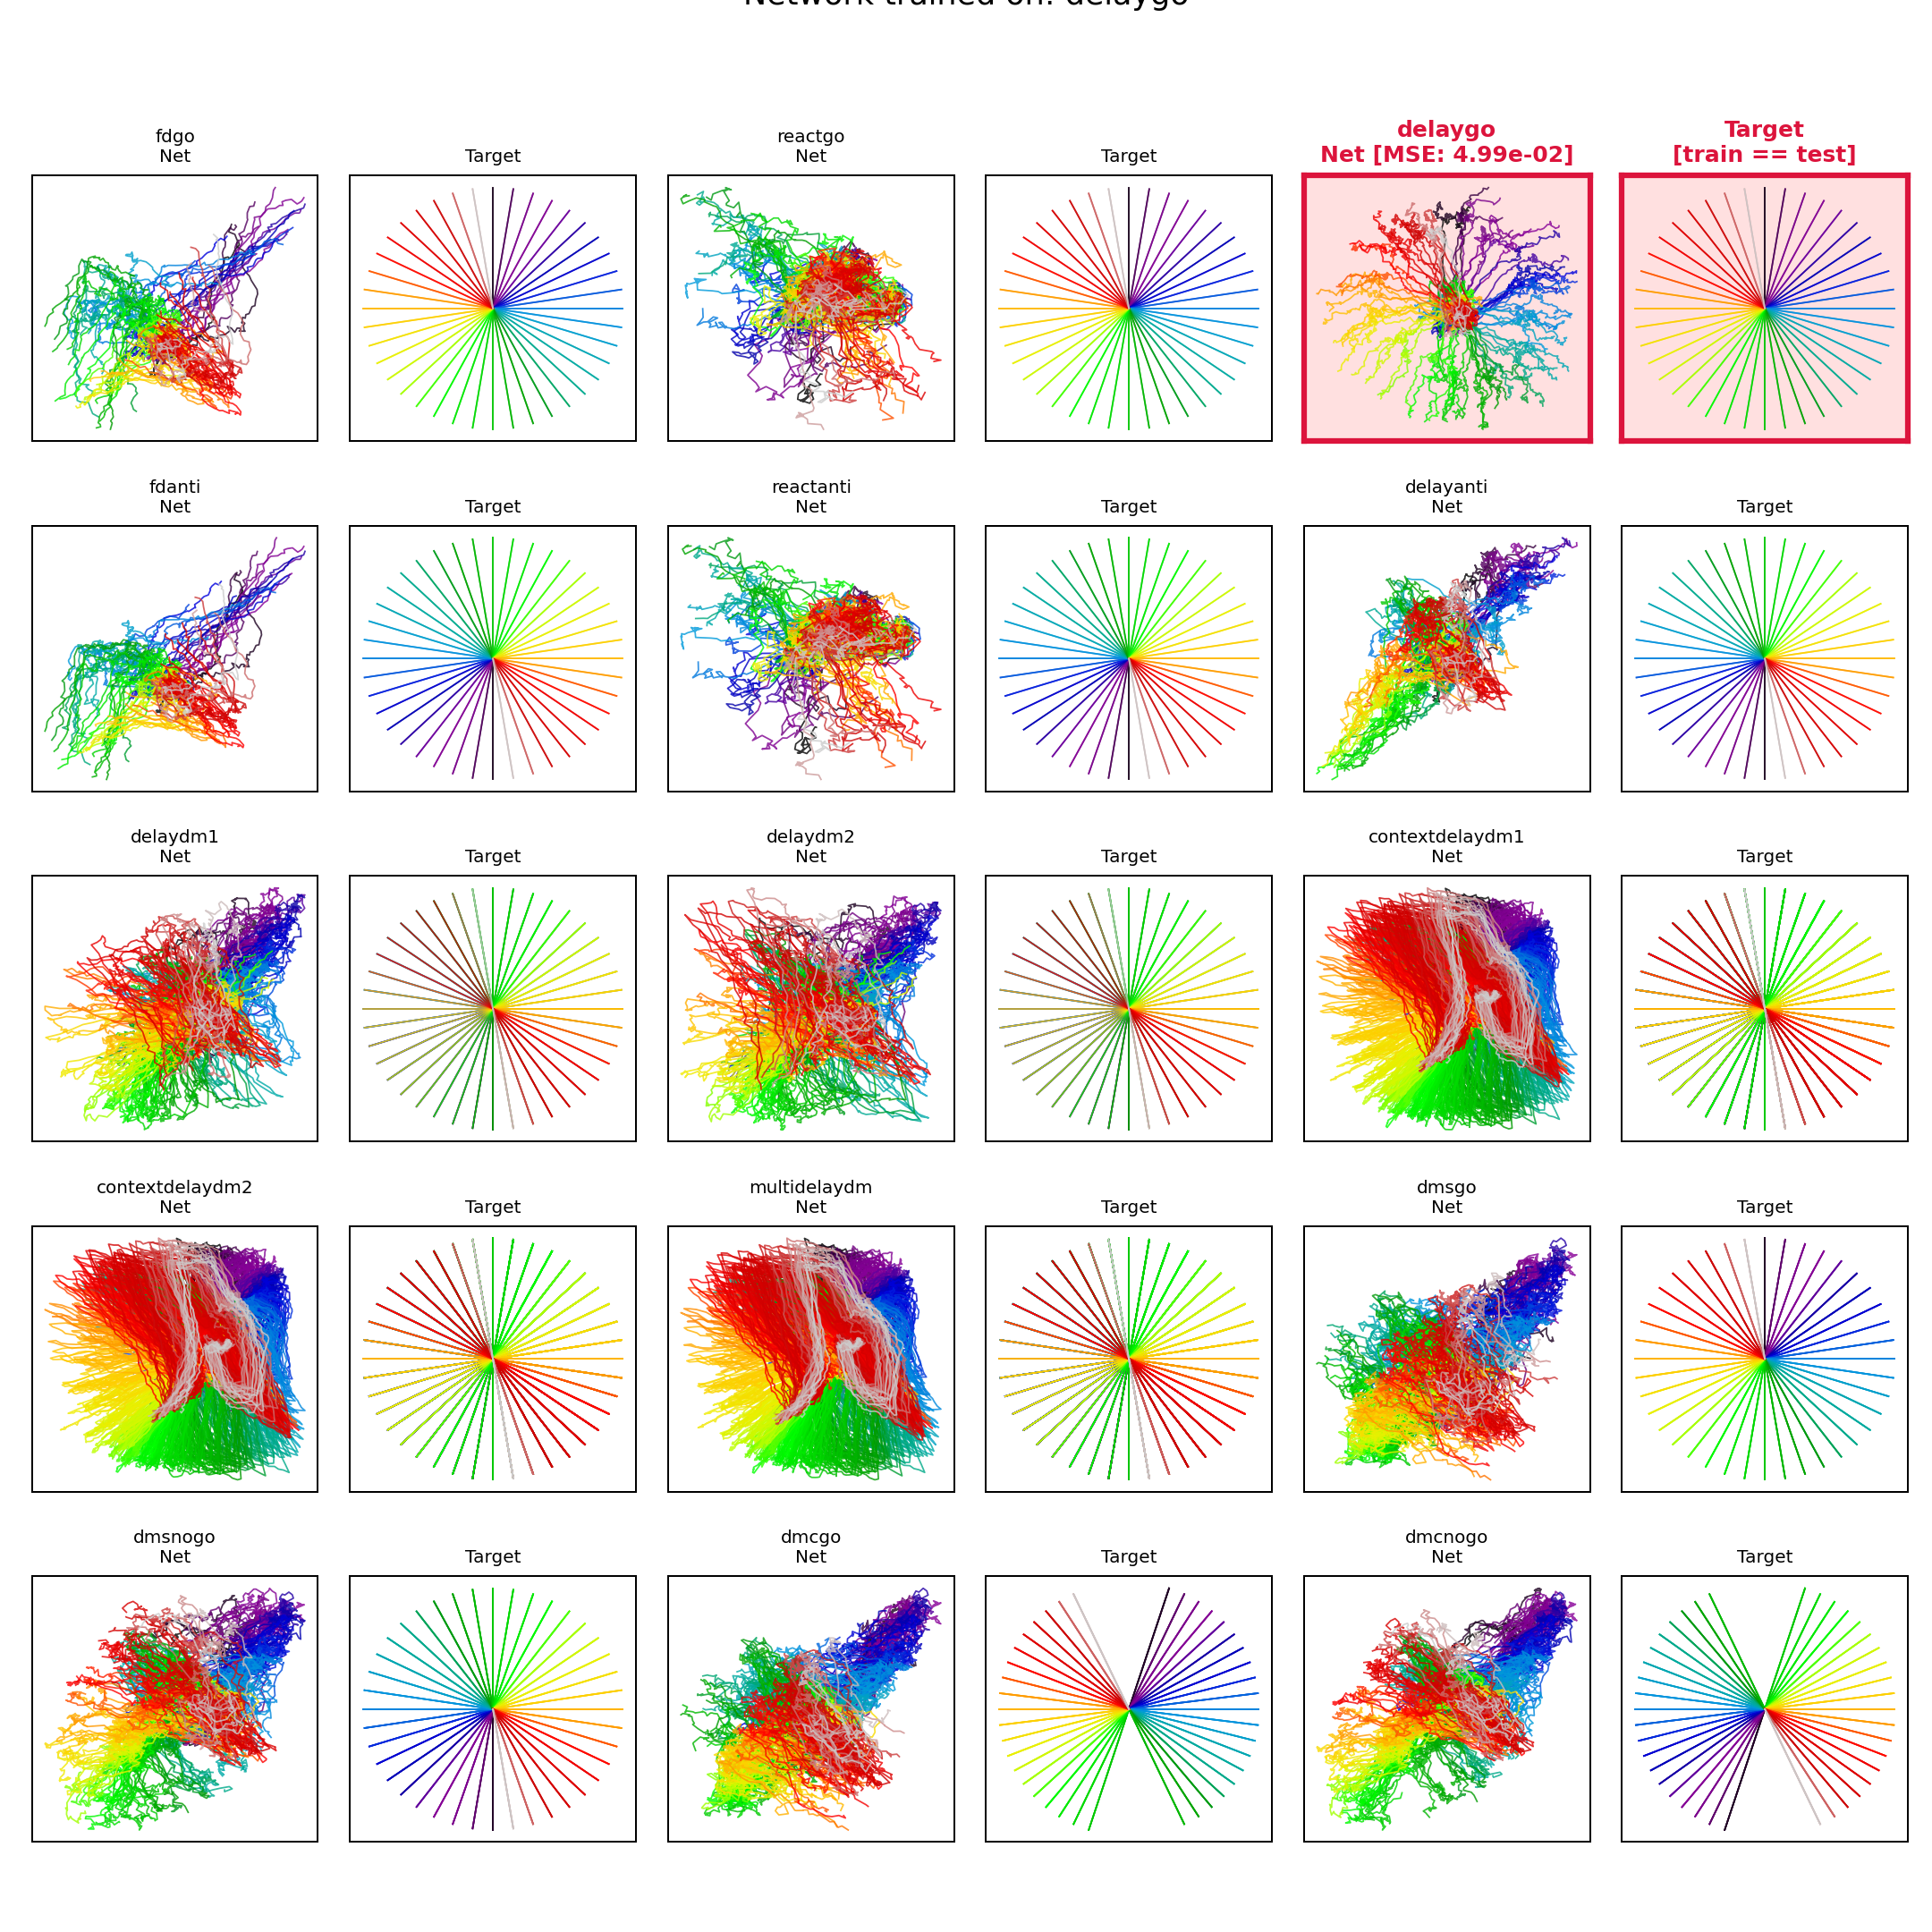 Network trained on: delaygo
fdgo
Net
Target
reactgo
Net
Target
delaygo
Net [MSE: 4.99e-02]
Target
[train == test]
fdanti
Net
Target
reactanti
Net
Target
delayanti
Net
Target
delaydm1
Net
Target
delaydm2
Net
Target
contextdelaydm1
Net
Target
contextdelaydm2
Net
Target
multidelaydm
Net
Target
dmsgo
Net
Target
dmsnogo
Net
Target
dmcgo
Net
Target
dmcnogo
Net
Target